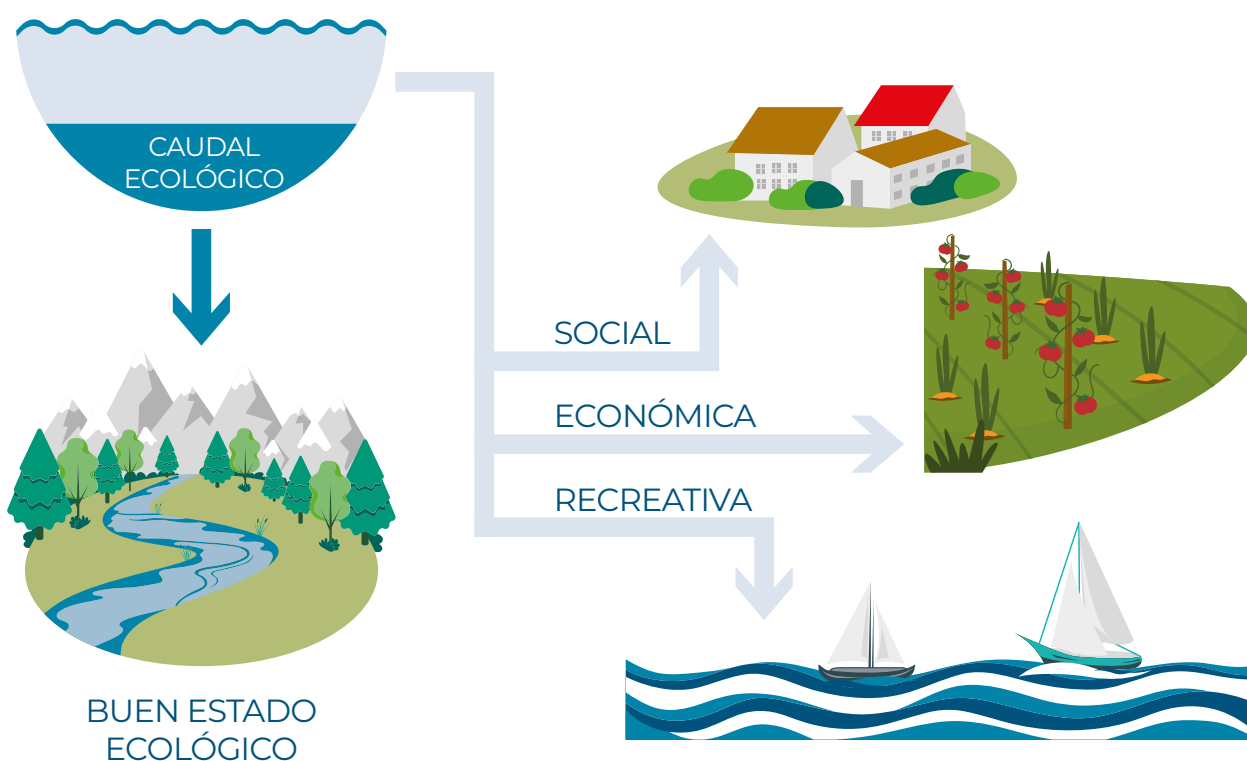 CAUDAL
ECOLÓGICO
SOCIAL
ECONÓMICA
RECREATIVA
BUEN ESTADO
ECOLÓGICO